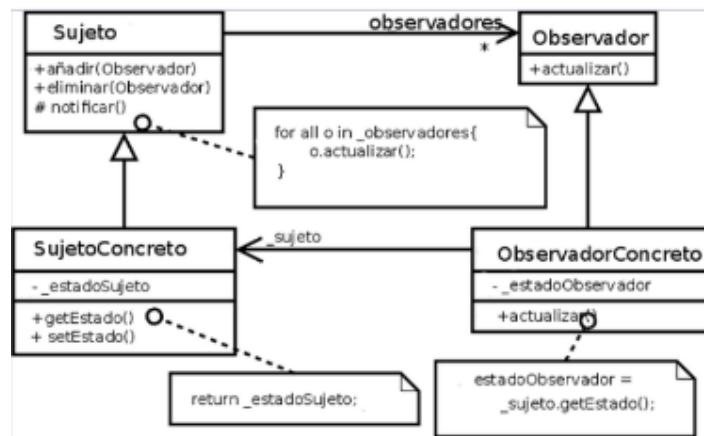 Sujeto
+añadir(Observador)
+eliminar(Observador)
# notificar()
observadores
*
Observador
+actualizar()
for all o in _observadores{
o.actualizar();
}
SujetoConcreto
- _estadoSujeto
+getEstado()
+ setEstado()
_sujeto
ObservadorConcreto
- _estadoObservador
+actualizar()
return _estadoSujeto;
estadoObservador =
_sujeto.getEstado();